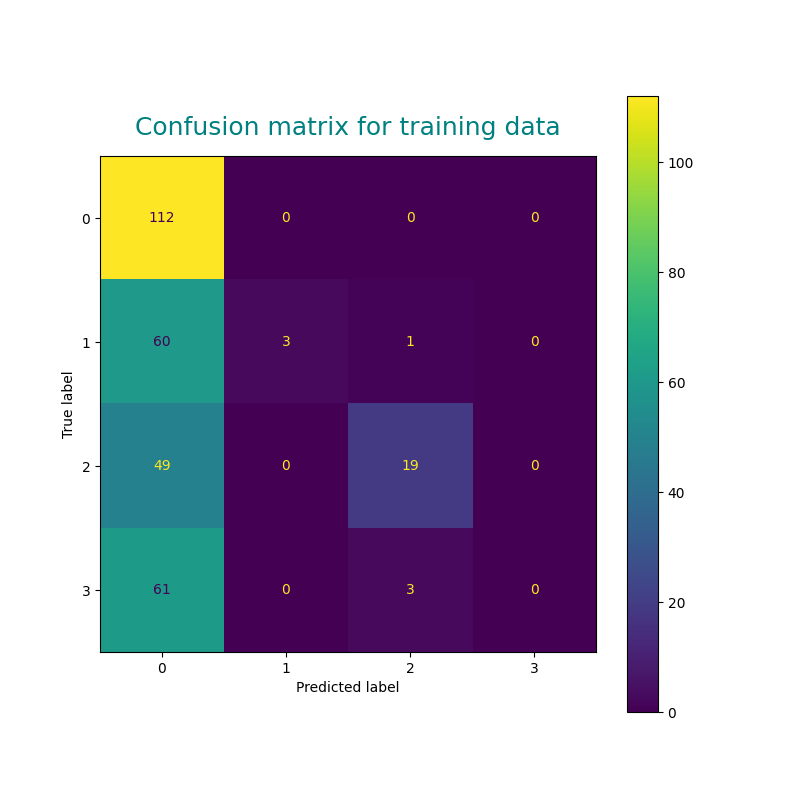 Confusion matrix for training data
100
0 112 0 0 0
80
1 60 3 1 0
60
True label
2 49 0 19 0
40
3 61 0 3 0
20
0 1 2 3
Predicted label
0